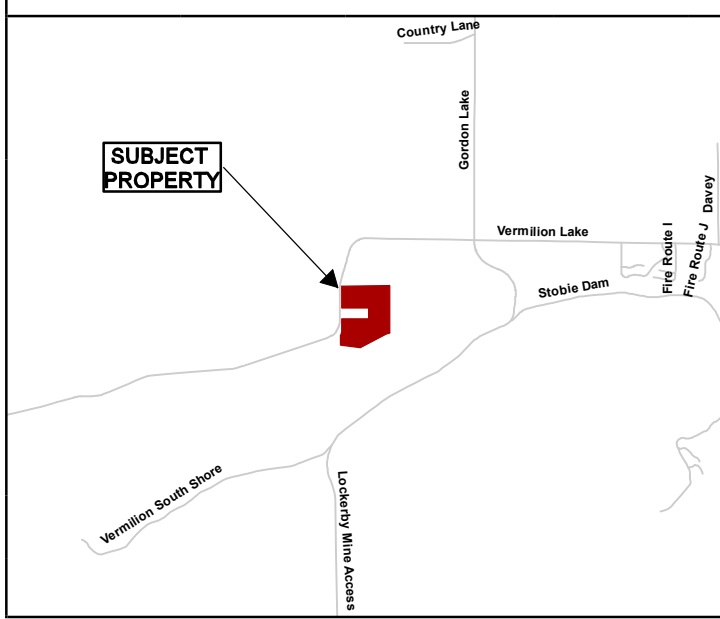 Country Lane
Gordon Lake
SUBJECT
PROPERTY
Davey
Vermilion Lake
Fire Route I
Fire Route J
Stobie Dam
Vermilion South Shore
Lockerby Mine Access